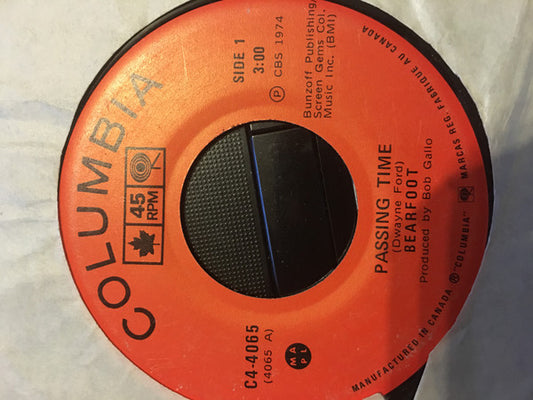 COLUMBIA
45
RPM
SIDE 1
3:00
Ⓟ CBS 1974
Bunzoff Publishing/
Screen Gems Col.
Music Inc. (BMI)
C4-4065
(4065 A)
M A
P L
PASSING TIME
(Dwayne Ford)
BEARFOOT
Produced by Bob Gallo
MANUFACTURED IN CANADA ® "COLUMBIA" MARCAS REG. FABRIQUE AU CANADA